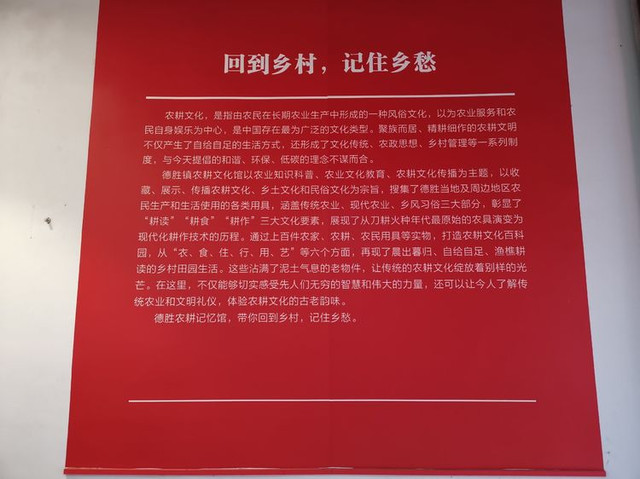 回到乡村，记住乡愁
农耕文化，是指由农民在长期农业生产中形成的一种风俗文化，以为农业服务和农
民自身娱乐为中心，是中国存在最为广泛的文化类型。聚族而居、精耕细作的农耕文明
不仅产生了自给自足的生活方式，还形成了文化传统、农政思想、乡村管理等一系列制
度，与今天提倡的和谐、环保、低碳的理念不谋而合。
德胜镇农耕文化馆以农业知识科普、农业文化教育、农耕文化传播为主题，以收
藏、展示、传播农耕文化、乡土文化和民俗文化为宗旨，搜集了德胜当地及周边地区农
民生产和生活使用的各类用具，涵盖传统农业、现代农业、乡风习俗三大部分，彰显了
“耕读”“耕食”“耕作”三大文化要素，展现了从刀耕火种年代最原始的农具演变为
现代化耕作技术的历程。通过上百件农家、农耕、农民用具等实物，打造农耕文化百科
园，从“衣、食、住、行、用、艺”等六个方面，再现了晨出暮归、自给自足、渔樵耕
读的乡村田园生活。这些沾满了泥土气息的老物件，让传统的农耕文化绽放着别样的光
芒。在这里，不仅能够切实感受先人们无穷的智慧和伟大的力量，还可以让今人了解传
统农业和文明礼仪，体验农耕文化的古老韵味。
德胜农耕记忆馆，带你回到乡村，记住乡愁。